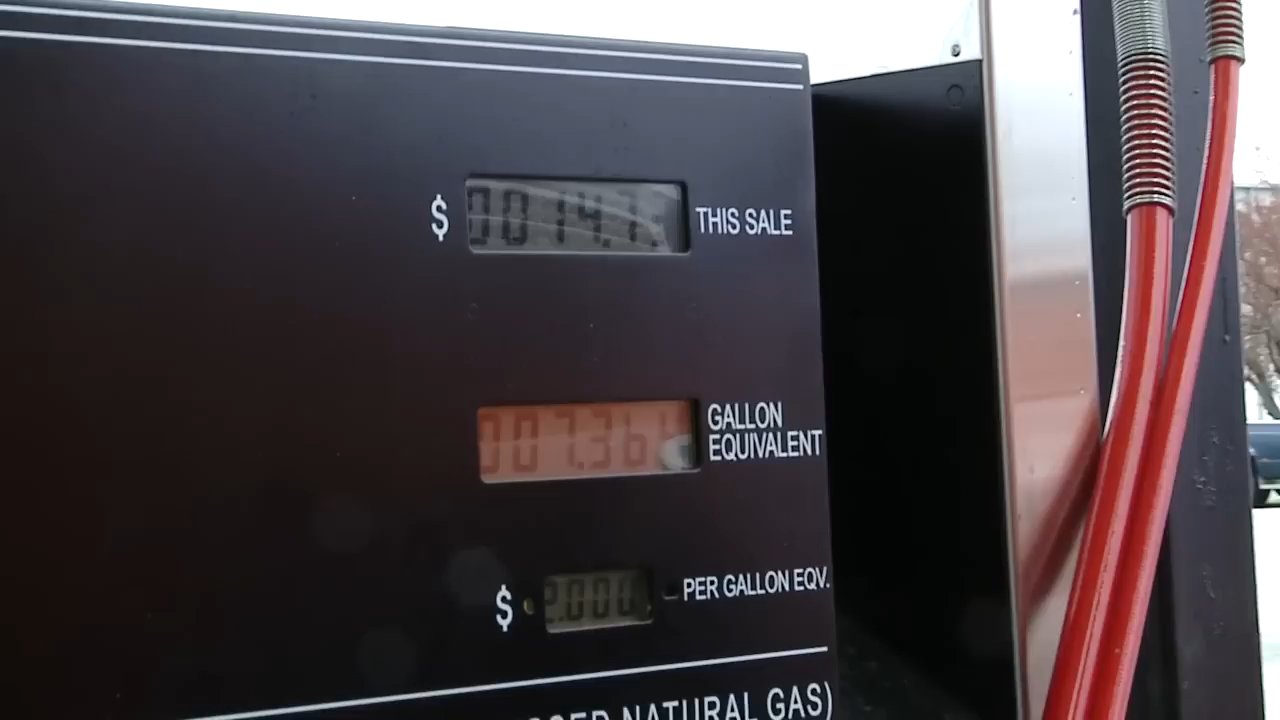 $ 0014.7 THIS SALE
007.36 GALLON
EQUIVALENT
$ 2.000 PER GALLON EQV.
NATURAL GAS)